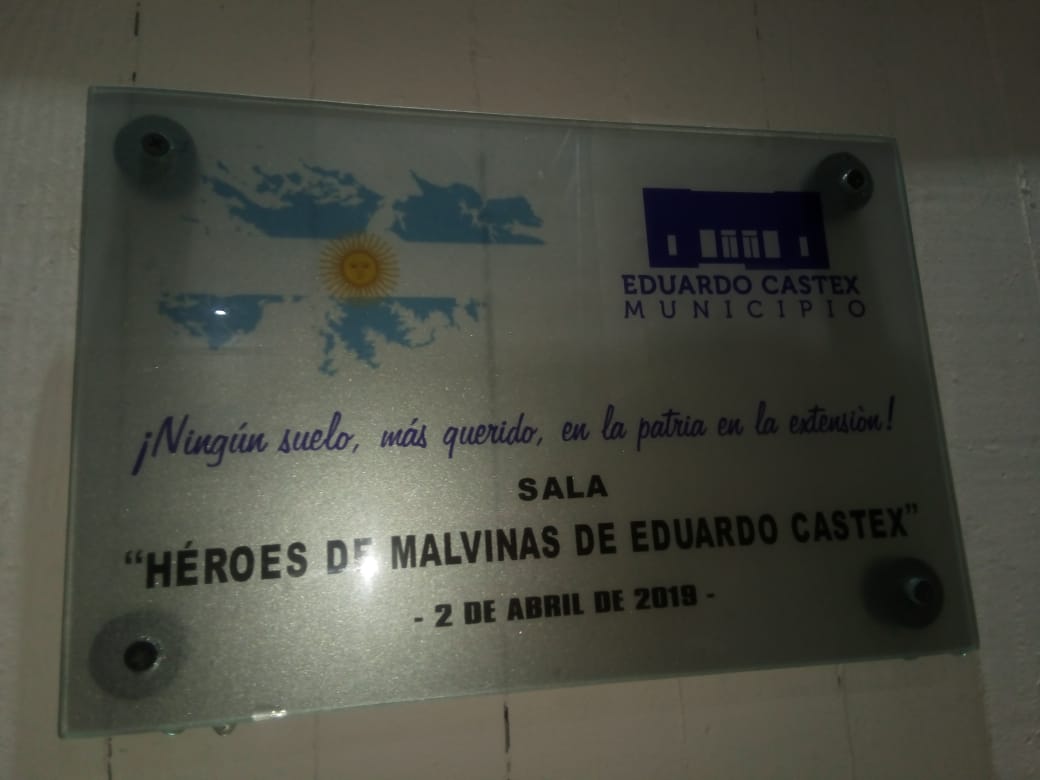 EDUARDO CASTEX
MUNICIPIO
¡Ningún suelo, más querido, en la patria en la extensiòn!
SALA
“HÉROES DE MALVINAS DE EDUARDO CASTEX”
- 2 DE ABRIL DE 2019 -